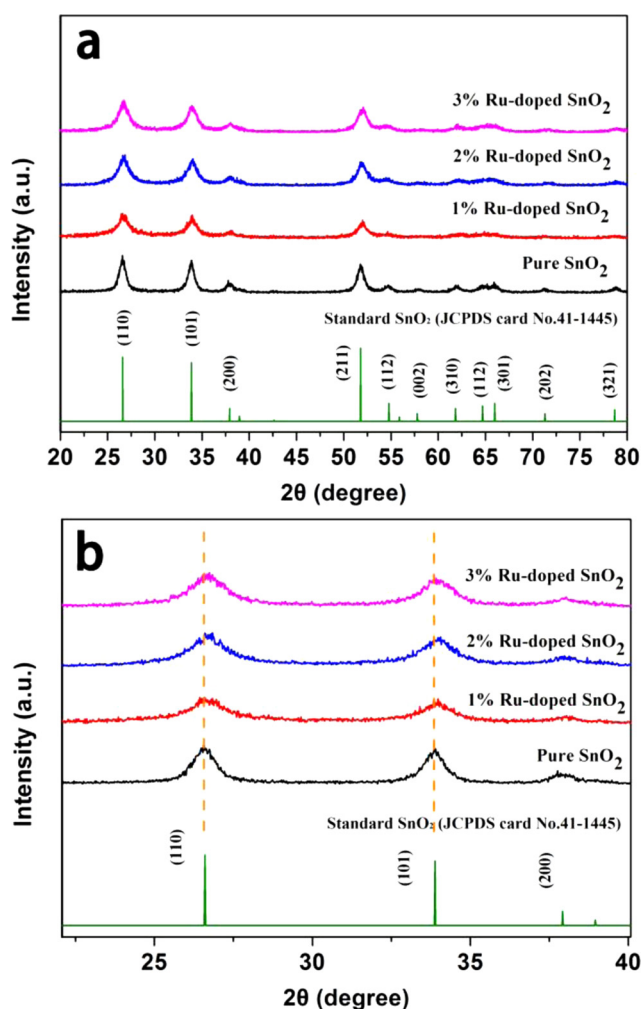 a
3% Ru-doped SnO2
2% Ru-doped SnO2
1% Ru-doped SnO2
Pure SnO2
Standard SnO2 (JCPDS card No.41-1445)
(110)
(101)
(200)
(211)
(112)
(002)
(310)
(112)
(301)
(202)
(321)
Intensity (a.u.)
20 25 30 35 40 45 50 55 60 65 70 75 80
2θ (degree)
b
3% Ru-doped SnO2
2% Ru-doped SnO2
1% Ru-doped SnO2
Pure SnO2
Standard SnO2 (JCPDS card No.41-1445)
(110)
(101)
(200)
Intensity (a.u.)
25 30 35 40
2θ (degree)